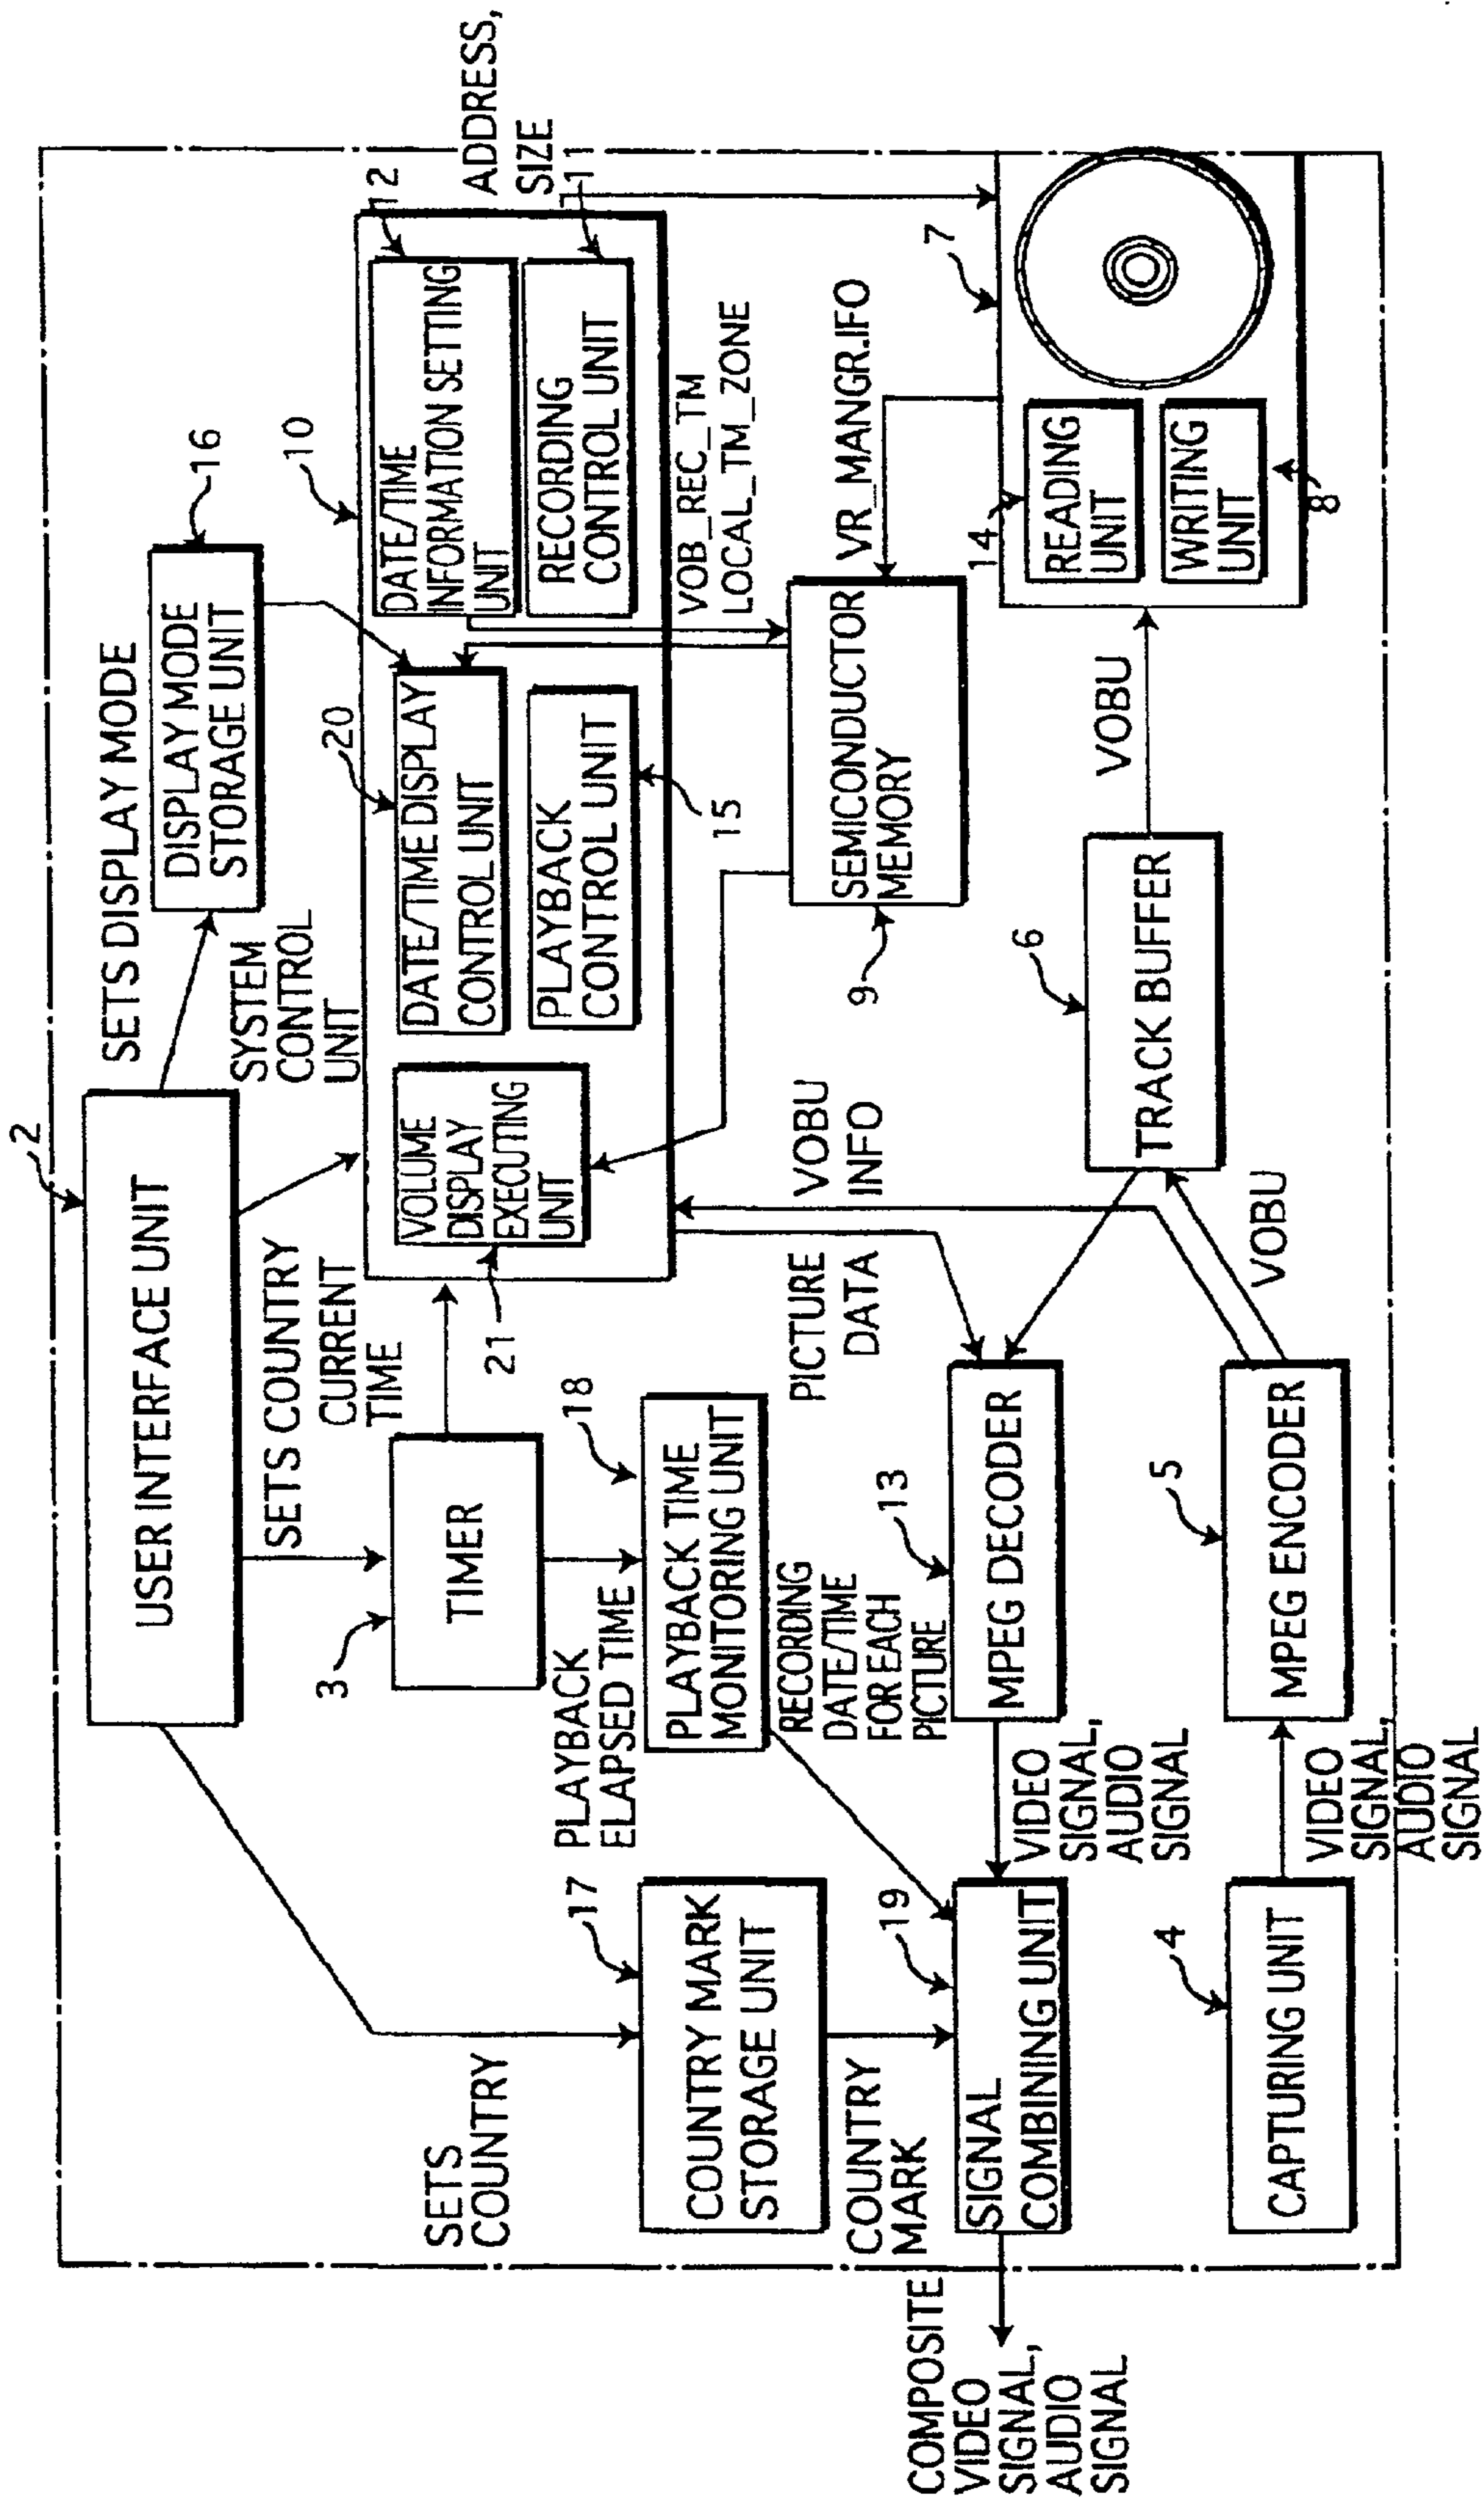 2
USER INTERFACE UNIT
SETS DISPLAY MODE
DISPLAY MODE
STORAGE UNIT
16
SYSTEM
CONTROL
UNIT
10
SETS COUNTRY
CURRENT
TIME
3
TIMER
VOLUME
DISPLAY
EXECUTING
UNIT
21
20
DATE/TIME DISPLAY
CONTROL UNIT
PLAYBACK
CONTROL UNIT
15
12
DATE/TIME
INFORMATION SETTING
UNIT
RECORDING
CONTROL UNIT
11
ADDRESS,
SIZE
SETS
COUNTRY
PLAYBACK
ELAPSED TIME
18
PLAYBACK TIME
MONITORING UNIT
17
COUNTRY MARK
STORAGE UNIT
VOB_REC_TM
LOCAL_TM_ZONE
SEMICONDUCTOR
MEMORY
9
VR_MANGR.IFO
7
RECORDING
DATE/TIME
FOR EACH
PICTURE
PICTURE
DATA
VOBU
INFO
COUNTRY
MARK
19
SIGNAL
COMBINING UNIT
13
MPEG DECODER
VIDEO
SIGNAL,
AUDIO
SIGNAL
COMPOSITE
VIDEO
SIGNAL,
AUDIO
SIGNAL
6
TRACK BUFFER
VOBU
14
READING
UNIT
WRITING
UNIT
8
4
CAPTURING UNIT
VIDEO
SIGNAL,
AUDIO
SIGNAL
5
MPEG ENCODER
VOBU